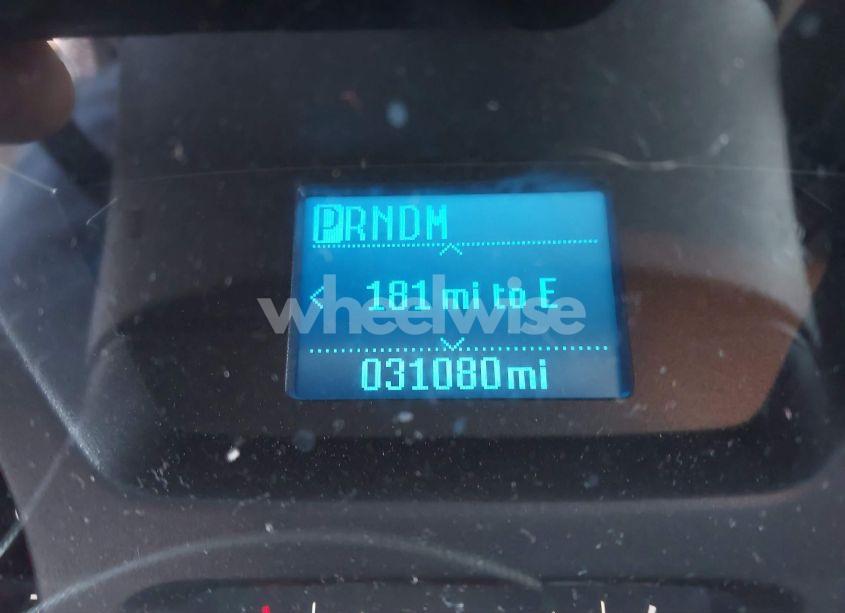 PRNDM
181 mi to E
wheelwise
031080mi